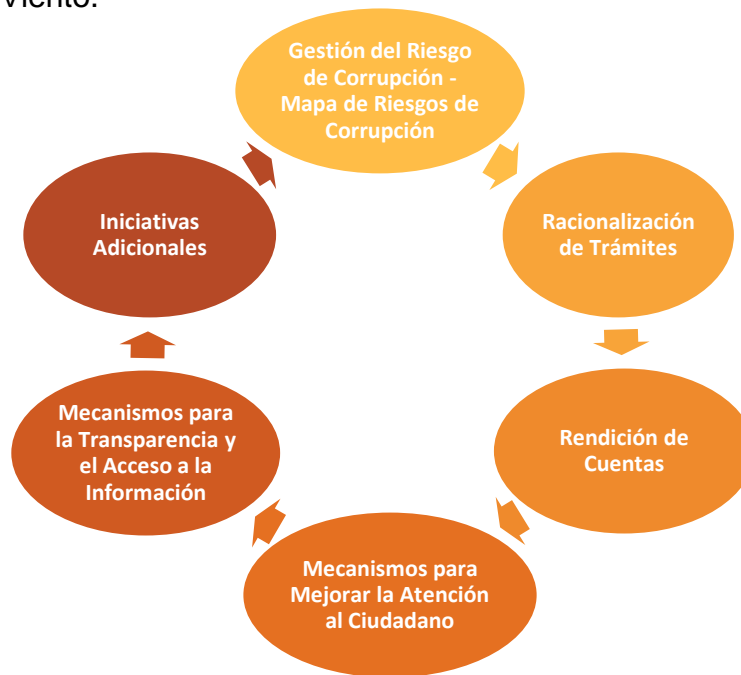 viento.
Gestión del Riesgo
de Corrupción -
Mapa de Riesgos de
Corrupción
Racionalización
de Trámites
Rendición de
Cuentas
Mecanismos para
Mejorar la Atención
al Ciudadano
Mecanismos para
la Transparencia y
el Acceso a la
Información
Iniciativas
Adicionales